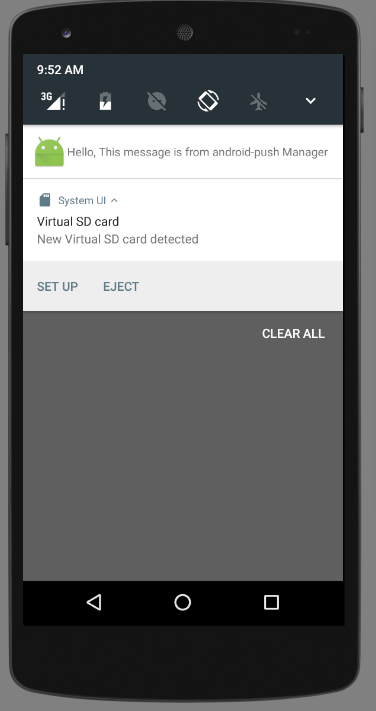 9:52 AM
3G
Hello, This message is from android-push Manager
System UI
Virtual SD card
New Virtual SD card detected
SET UP EJECT
CLEAR ALL